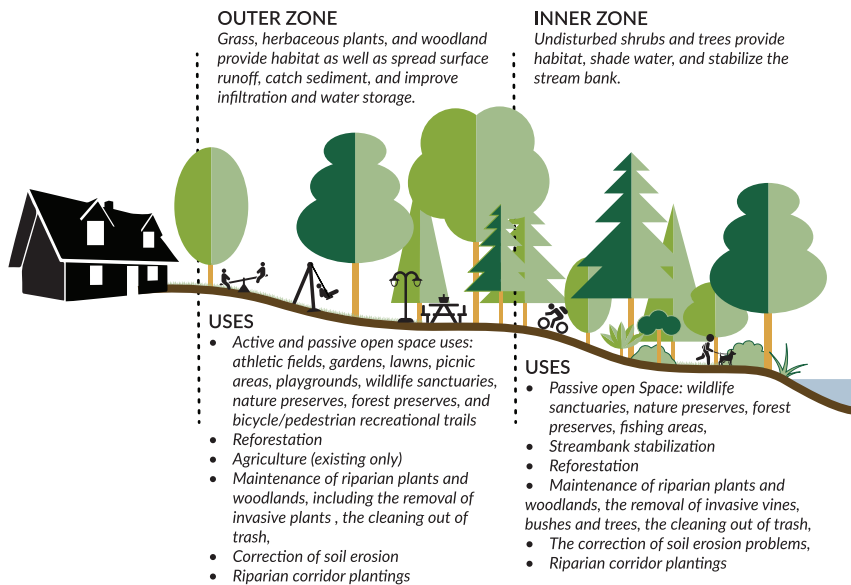 OUTER ZONE
Grass, herbaceous plants, and woodland
provide habitat as well as spread surface
runoff, catch sediment, and improve
infiltration and water storage.
INNER ZONE
Undisturbed shrubs and trees provide
habitat, shade water, and stabilize the
stream bank.
USES
• Active and passive open space uses:
athletic fields, gardens, lawns, picnic
areas, playgrounds, wildlife sanctuaries,
nature preserves, forest preserves, and
bicycle/pedestrian recreational trails
• Reforestation
• Agriculture (existing only)
• Maintenance of riparian plants and
woodlands, including the removal of
invasive plants , the cleaning out of
trash,
• Correction of soil erosion
• Riparian corridor plantings
USES
• Passive open Space: wildlife
sanctuaries, nature preserves, forest
preserves, fishing areas,
• Streambank stabilization
• Reforestation
• Maintenance of riparian plants and
woodlands, the removal of invasive vines,
bushes and trees, the cleaning out of trash,
• The correction of soil erosion problems,
• Riparian corridor plantings